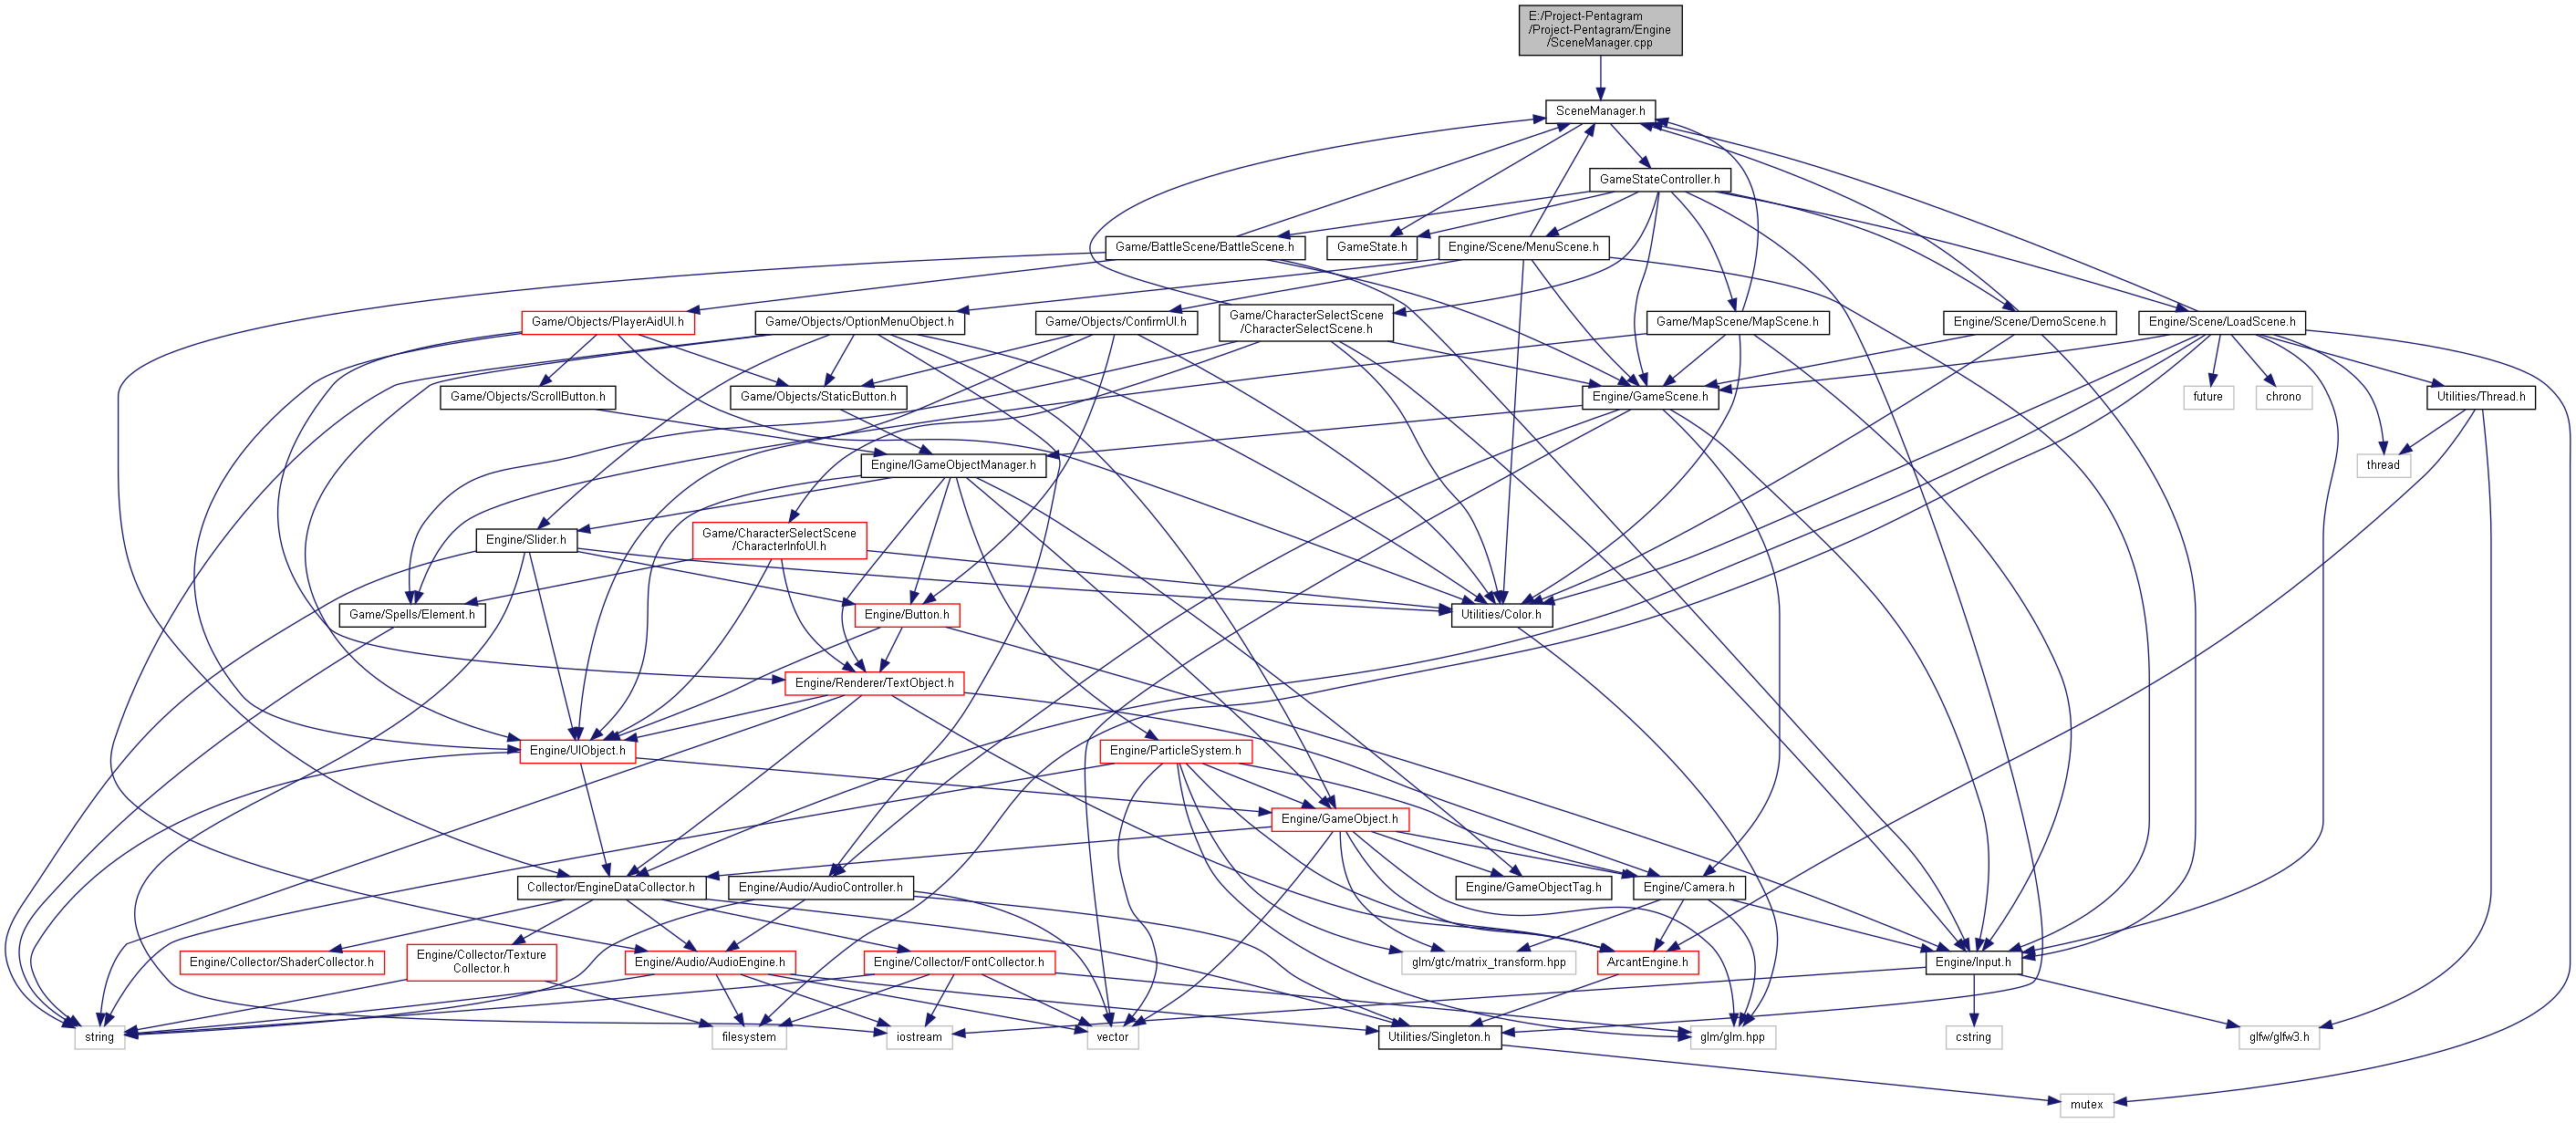 E:/Project-Pentagram
/Project-Pentagram/Engine
/SceneManager.cpp
SceneManager.h
GameStateController.h
Game/BattleScene/BattleScene.h
GameState.h
Engine/Scene/MenuScene.h
Game/Objects/PlayerAidUI.h
Game/Objects/OptionMenuObject.h
Game/Objects/ConfirmUI.h
Game/CharacterSelectScene
/CharacterSelectScene.h
Game/MapScene/MapScene.h
Engine/Scene/DemoScene.h
Engine/Scene/LoadScene.h
Game/Objects/ScrollButton.h
Game/Objects/StaticButton.h
Engine/GameScene.h
future
chrono
Utilities/Thread.h
Engine/IGameObjectManager.h
thread
Engine/Slider.h
Game/CharacterSelectScene
/CharacterInfoUI.h
Game/Spells/Element.h
Engine/Button.h
Utilities/Color.h
Engine/Renderer/TextObject.h
Engine/UIObject.h
Engine/ParticleSystem.h
Engine/GameObject.h
Collector/EngineDataCollector.h
Engine/Audio/AudioController.h
Engine/GameObjectTag.h
Engine/Camera.h
Engine/Collector/ShaderCollector.h
Engine/Collector/Texture
Collector.h
Engine/Audio/AudioEngine.h
Engine/Collector/FontCollector.h
glm/gtc/matrix_transform.hpp
ArcantEngine.h
Engine/Input.h
string
filesystem
iostream
vector
Utilities/Singleton.h
glm/glm.hpp
cstring
glfw/glfw3.h
mutex